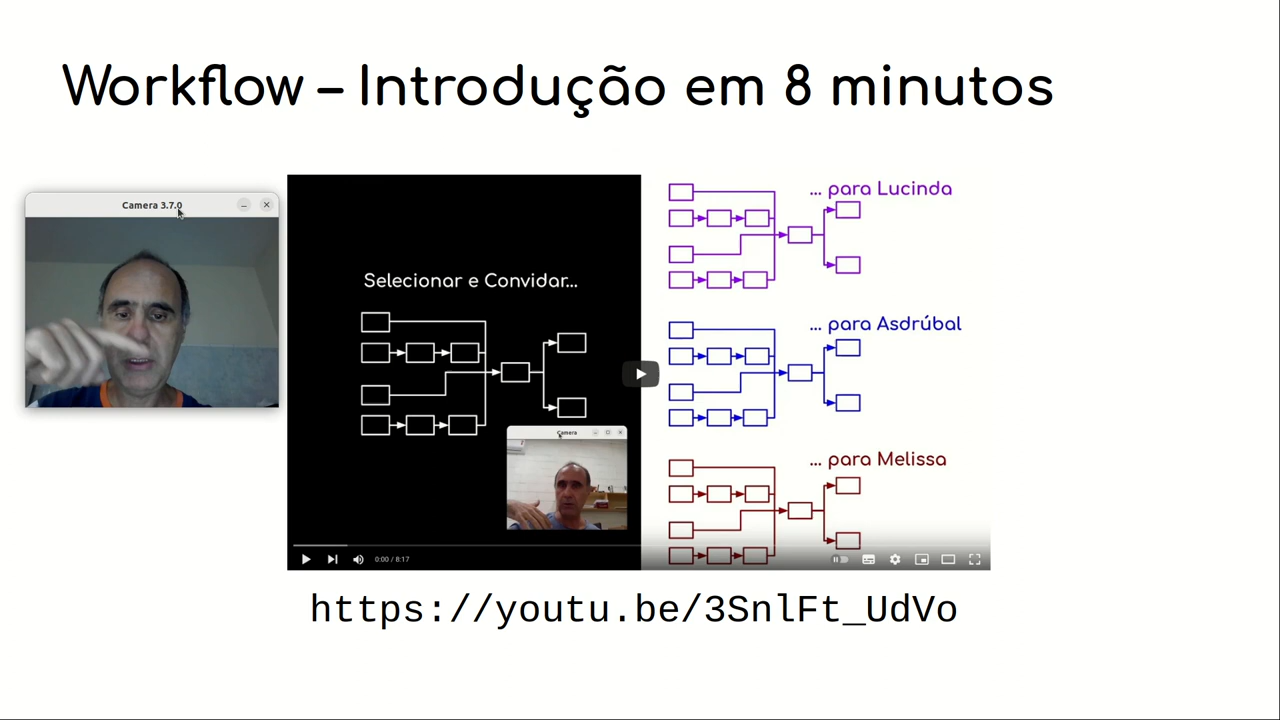 Workflow – Introdução em 8 minutos
Camera 3.7.0
Selecionar e Convidar...
Camera
0:00 / 8:17
... para Lucinda
... para Asdrúbal
... para Melissa
https://youtu.be/3SnlFt_UdVo